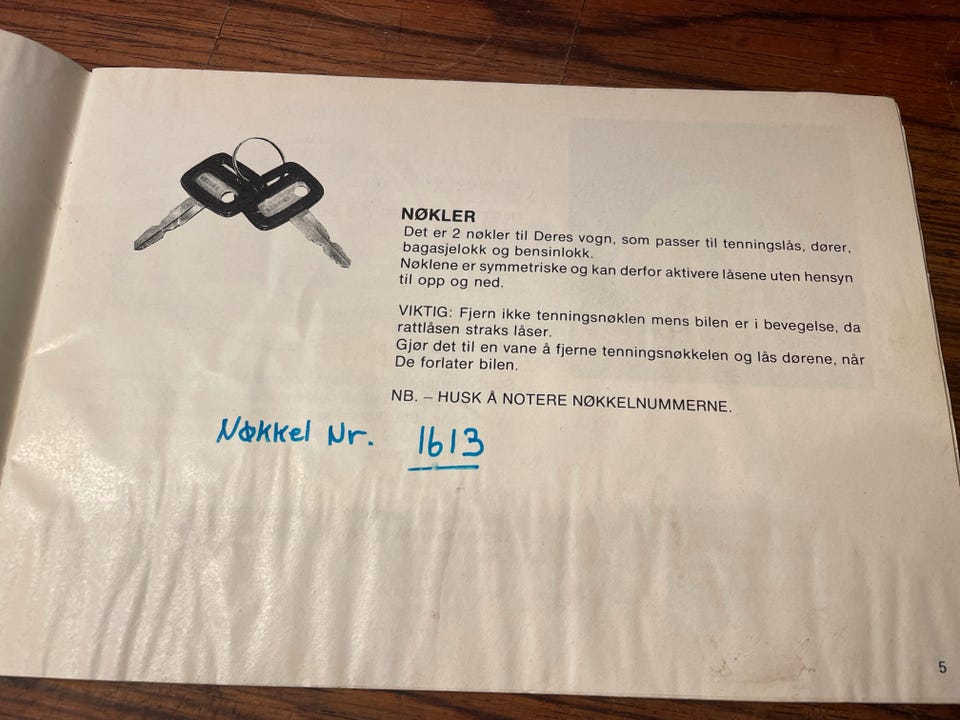 NØKLER
Det er 2 nøkler til Deres vogn, som passer til tenningslås, dører,
bagasjelokk og bensinlokk.
Nøklene er symmetriske og kan derfor aktivere låsene uten hensyn
til opp og ned.
VIKTIG: Fjern ikke tenningsnøklen mens bilen er i bevegelse, da
rattlåsen straks låser.
Gjør det til en vane å fjerne tenningsnøkkelen og lås dørene, når
De forlater bilen.
NB. – HUSK Å NOTERE NØKKELNUMMERNE.
Nøkkel Nr. 1613
5